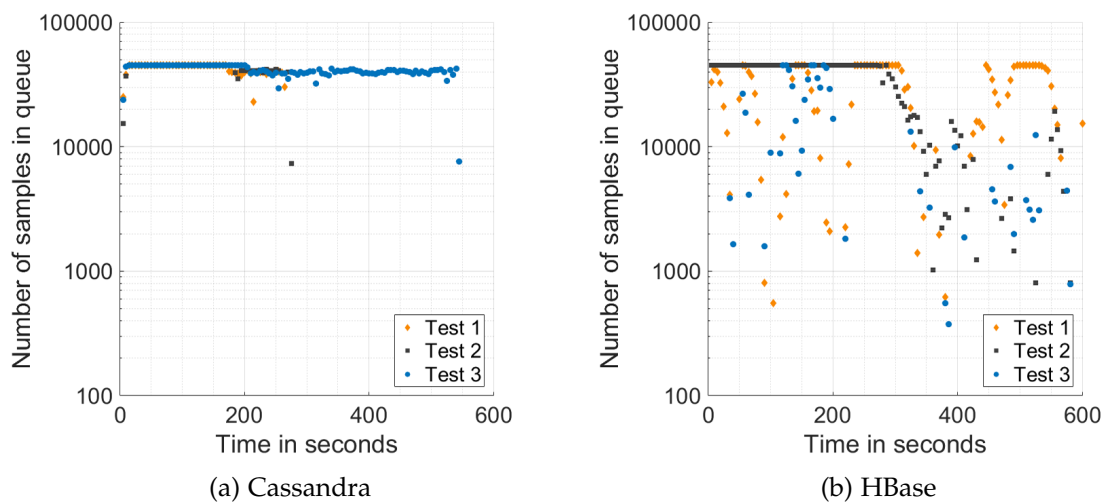 100000
10000
1000
100
0
200
400
600
Number of samples in queue
Time in seconds
Test 1
Test 2
Test 3
(a) Cassandra
100000
10000
1000
100
0
200
400
600
Number of samples in queue
Time in seconds
Test 1
Test 2
Test 3
(b) HBase